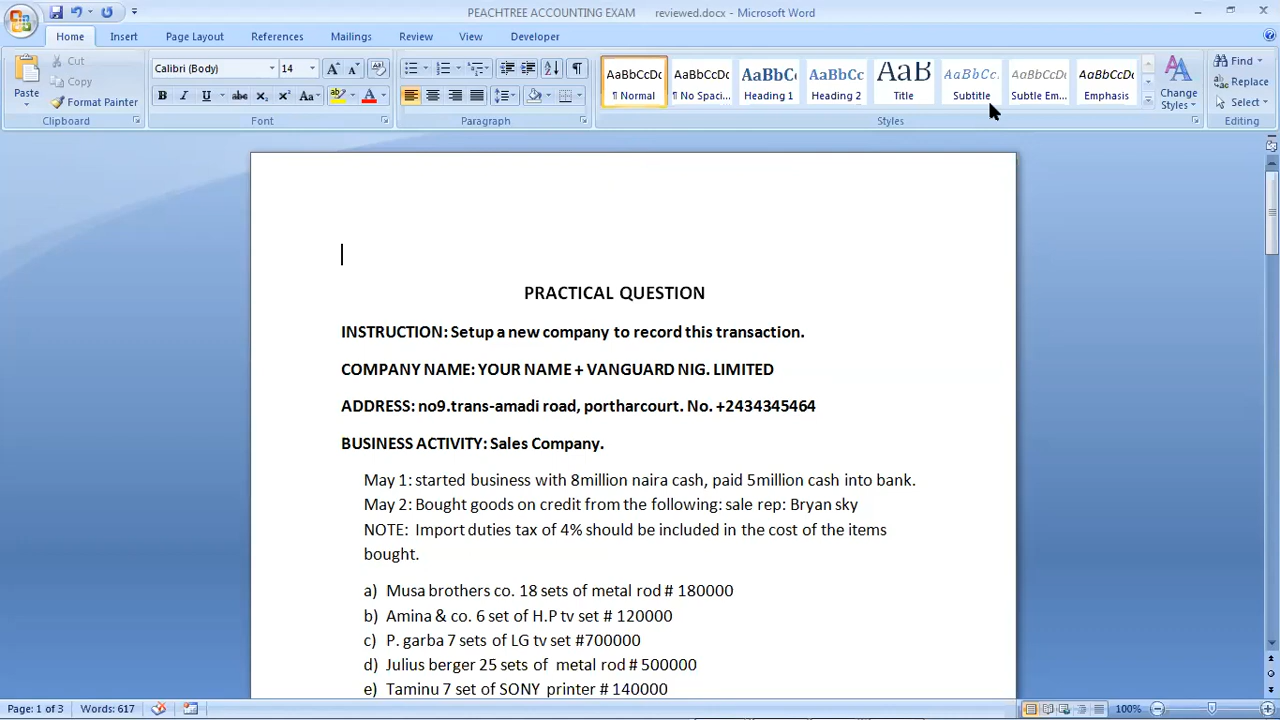 PEACHTREE ACCOUNTING EXAM reviewed.docx - Microsoft Word
Home Insert Page Layout References Mailings Review View Developer
Cut
Copy
Format Painter
Paste
Clipboard
Calibri (Body) 14
B I U abc x₂ x² Aa
ab A
Font
Paragraph
AaBbCcDc AaBbCcDc AaBbC AaBbCc AaB AaBbCc. AaBbCcDc AaBbCcDc
¶ Normal ¶ No Spaci... Heading 1 Heading 2 Title Subtitle Subtle Em... Emphasis
Change
Styles
Styles
Find
Replace
Select
Editing
PRACTICAL QUESTION
INSTRUCTION: Setup a new company to record this transaction.
COMPANY NAME: YOUR NAME + VANGUARD NIG. LIMITED
ADDRESS: no9.trans-amadi road, portharcourt. No. +2434345464
BUSINESS ACTIVITY: Sales Company.
May 1: started business with 8million naira cash, paid 5million cash into bank.
May 2: Bought goods on credit from the following: sale rep: Bryan sky
NOTE: Import duties tax of 4% should be included in the cost of the items
bought.
a) Musa brothers co. 18 sets of metal rod # 180000
b) Amina & co. 6 set of H.P tv set # 120000
c) P. garba 7 sets of LG tv set #700000
d) Julius berger 25 sets of metal rod # 500000
e) Taminu 7 set of SONY printer # 140000
Page: 1 of 3 Words: 617 100%